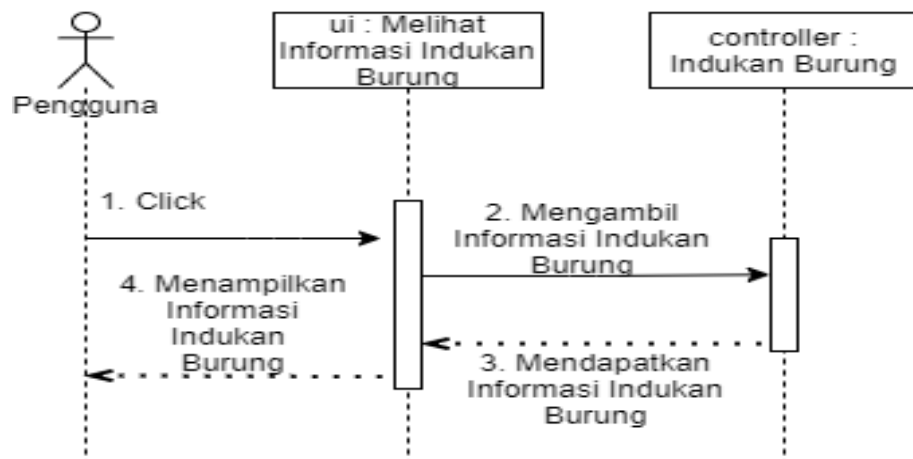 ui : Melihat
Informasi Indukan
Burung
controller :
Indukan Burung
Pengguna
1. Click
2. Mengambil
Informasi Indukan
Burung
4. Menampilkan
Informasi
Indukan
Burung
3. Mendapatkan
Informasi Indukan
Burung